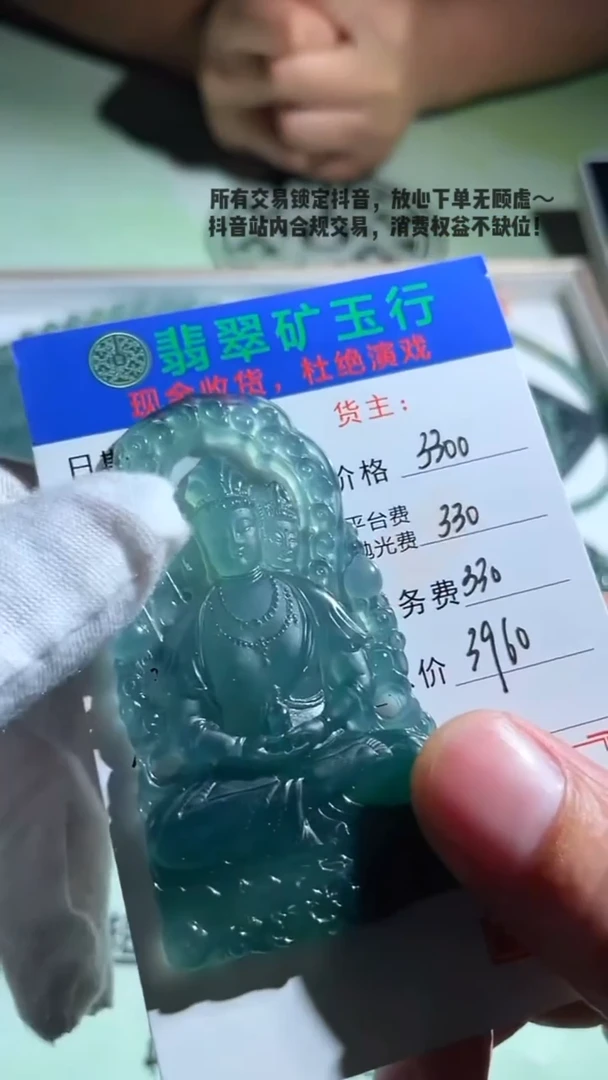 所有交易锁定抖音，放心下单无顾虑～
抖音站内合规交易，消费权益不缺位！
翡翠矿玉行
现金收货，杜绝演戏
货主：
日期
价格 3300
平台费
抛光费 330
务费 330
价 3960